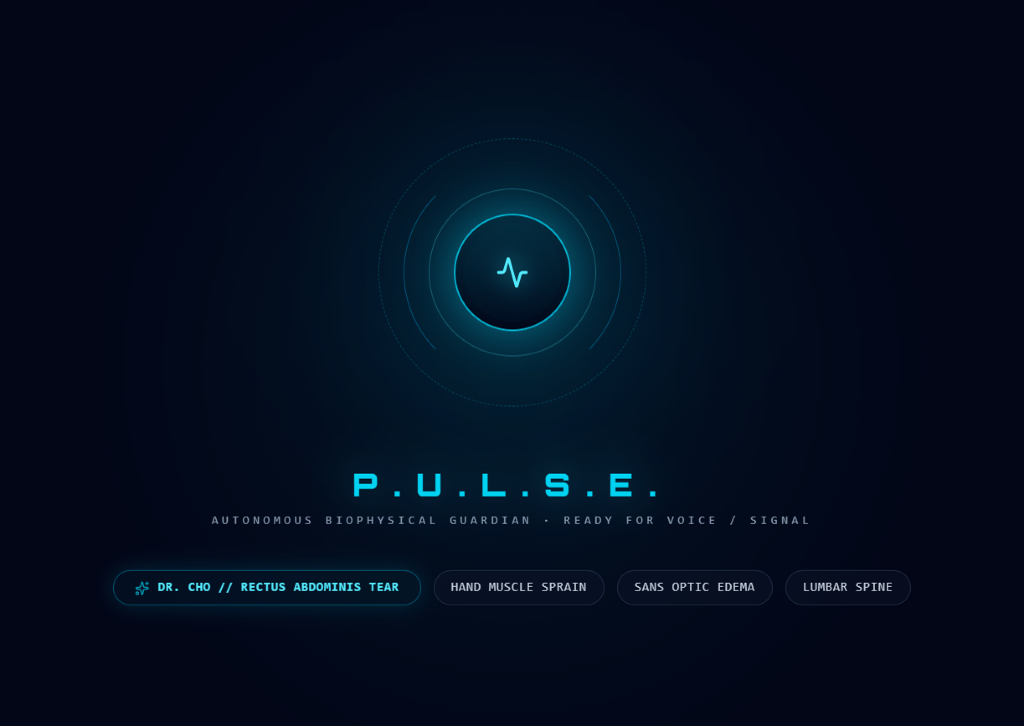 P.U.L.S.E.
AUTONOMOUS BIOPHYSICAL GUARDIAN · READY FOR VOICE / SIGNAL
DR. CHO // RECTUS ABDOMINIS TEAR
HAND MUSCLE SPRAIN
SANS OPTIC EDEMA
LUMBAR SPINE